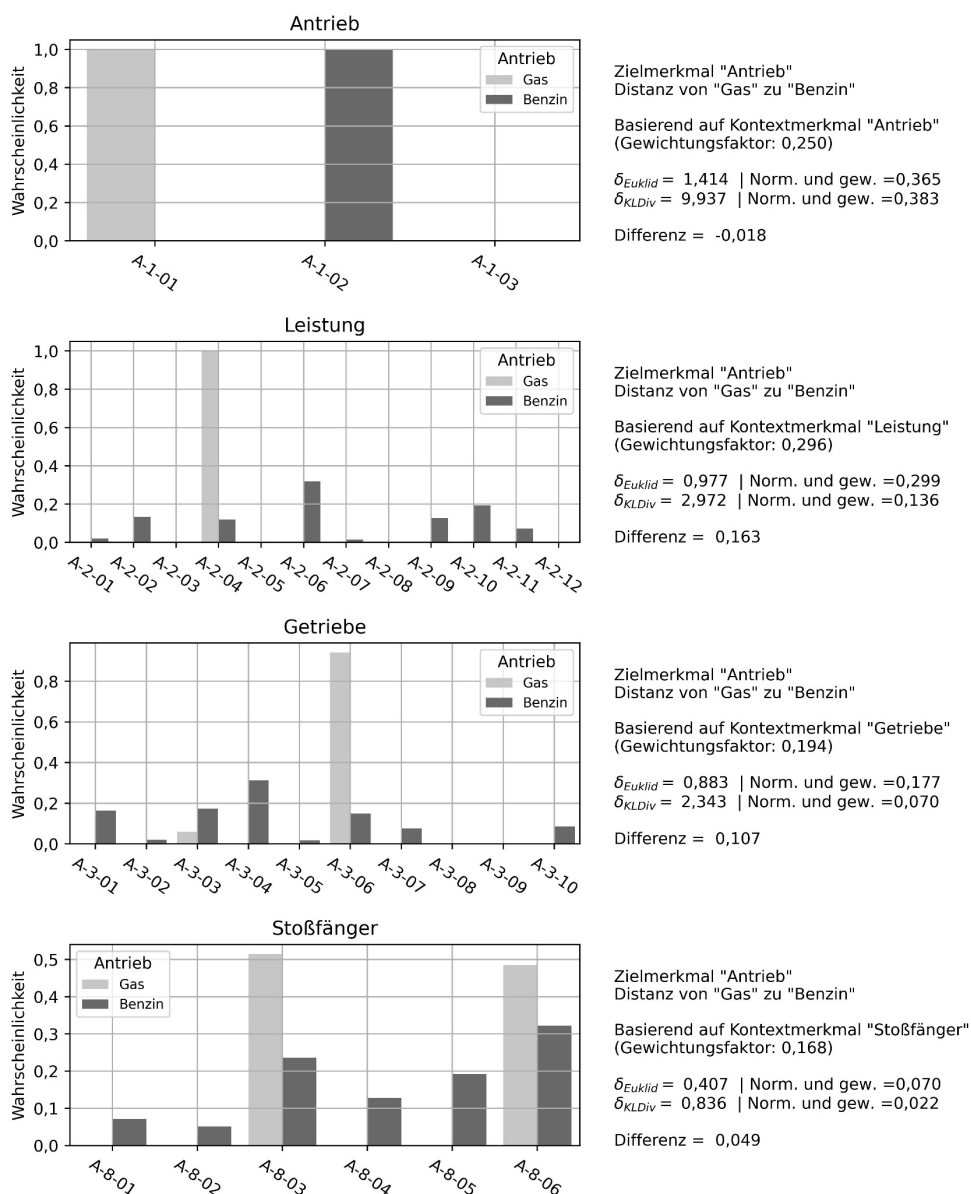 Antrieb
Wahrscheinlichkeit
1,0
0,8
0,6
0,4
0,2
0,0
Antrieb
Gas
Benzin
A-1-01
A-1-02
A-1-03
Zielmerkmal "Antrieb"
Distanz von "Gas" zu "Benzin"
Basierend auf Kontextmerkmal "Antrieb"
(Gewichtungsfaktor: 0,250)
δEuklid = 1,414 | Norm. und gew. =0,365
δKLDiv = 9,937 | Norm. und gew. =0,383
Differenz = -0,018
Leistung
Wahrscheinlichkeit
1,0
0,8
0,6
0,4
0,2
0,0
Antrieb
Gas
Benzin
A-2-01
A-2-02
A-2-03
A-2-04
A-2-05
A-2-06
A-2-07
A-2-08
A-2-09
A-2-10
A-2-11
A-2-12
Zielmerkmal "Antrieb"
Distanz von "Gas" zu "Benzin"
Basierend auf Kontextmerkmal "Leistung"
(Gewichtungsfaktor: 0,296)
δEuklid = 0,977 | Norm. und gew. =0,299
δKLDiv = 2,972 | Norm. und gew. =0,136
Differenz = 0,163
Getriebe
Wahrscheinlichkeit
0,8
0,6
0,4
0,2
0,0
Antrieb
Gas
Benzin
A-3-01
A-3-02
A-3-03
A-3-04
A-3-05
A-3-06
A-3-07
A-3-08
A-3-09
A-3-10
Zielmerkmal "Antrieb"
Distanz von "Gas" zu "Benzin"
Basierend auf Kontextmerkmal "Getriebe"
(Gewichtungsfaktor: 0,194)
δEuklid = 0,883 | Norm. und gew. =0,177
δKLDiv = 2,343 | Norm. und gew. =0,070
Differenz = 0,107
Stoßfänger
Wahrscheinlichkeit
0,5
0,4
0,3
0,2
0,1
0,0
Antrieb
Gas
Benzin
A-8-01
A-8-02
A-8-03
A-8-04
A-8-05
A-8-06
Zielmerkmal "Antrieb"
Distanz von "Gas" zu "Benzin"
Basierend auf Kontextmerkmal "Stoßfänger"
(Gewichtungsfaktor: 0,168)
δEuklid = 0,407 | Norm. und gew. =0,070
δKLDiv = 0,836 | Norm. und gew. =0,022
Differenz = 0,049